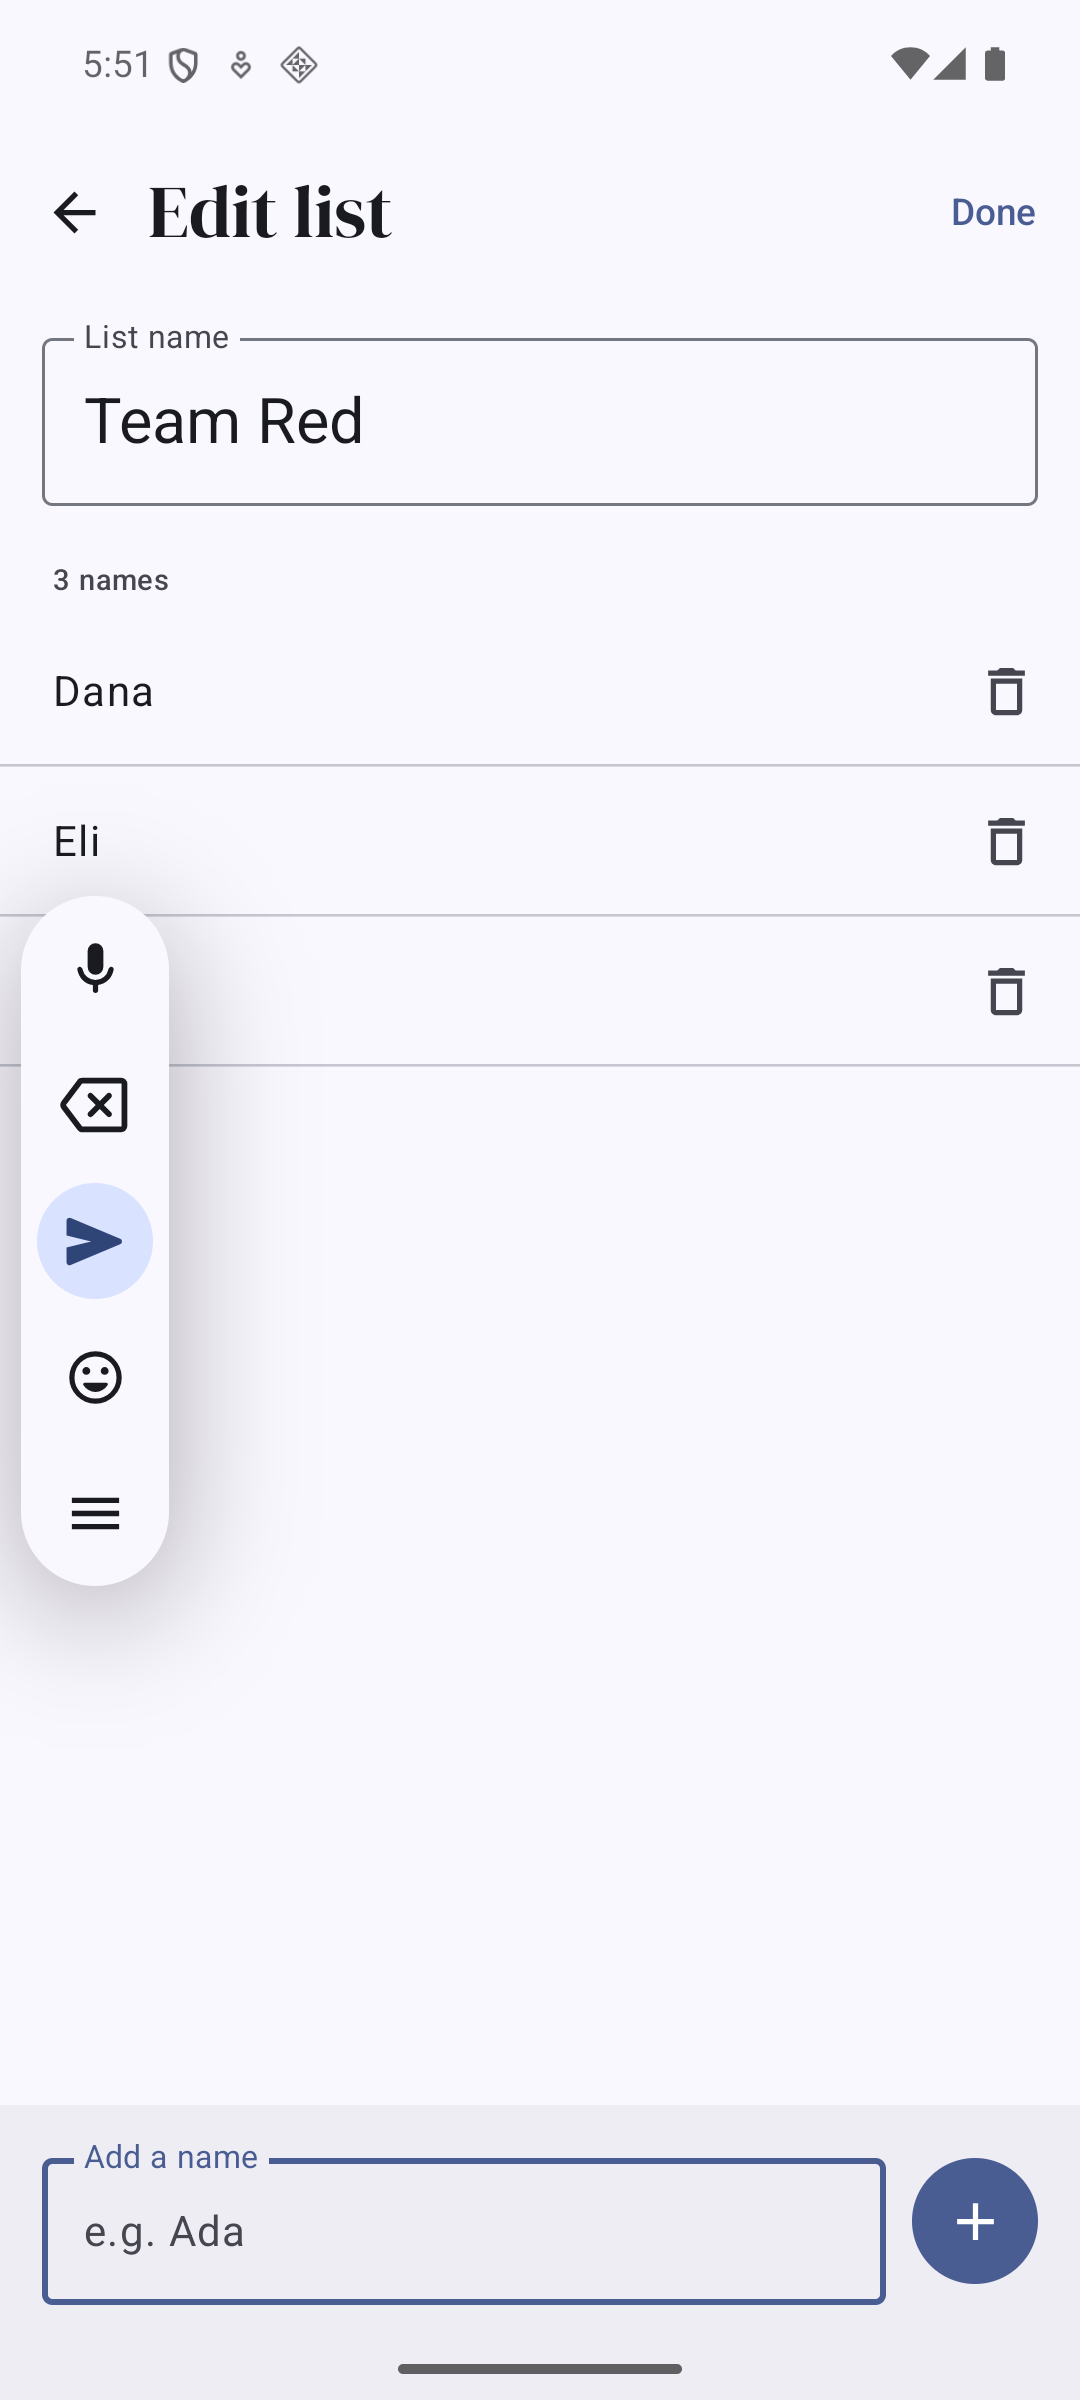 5:51
Edit list
Done
List name
Team Red
3 names
Dana
Eli
Add a name
e.g. Ada